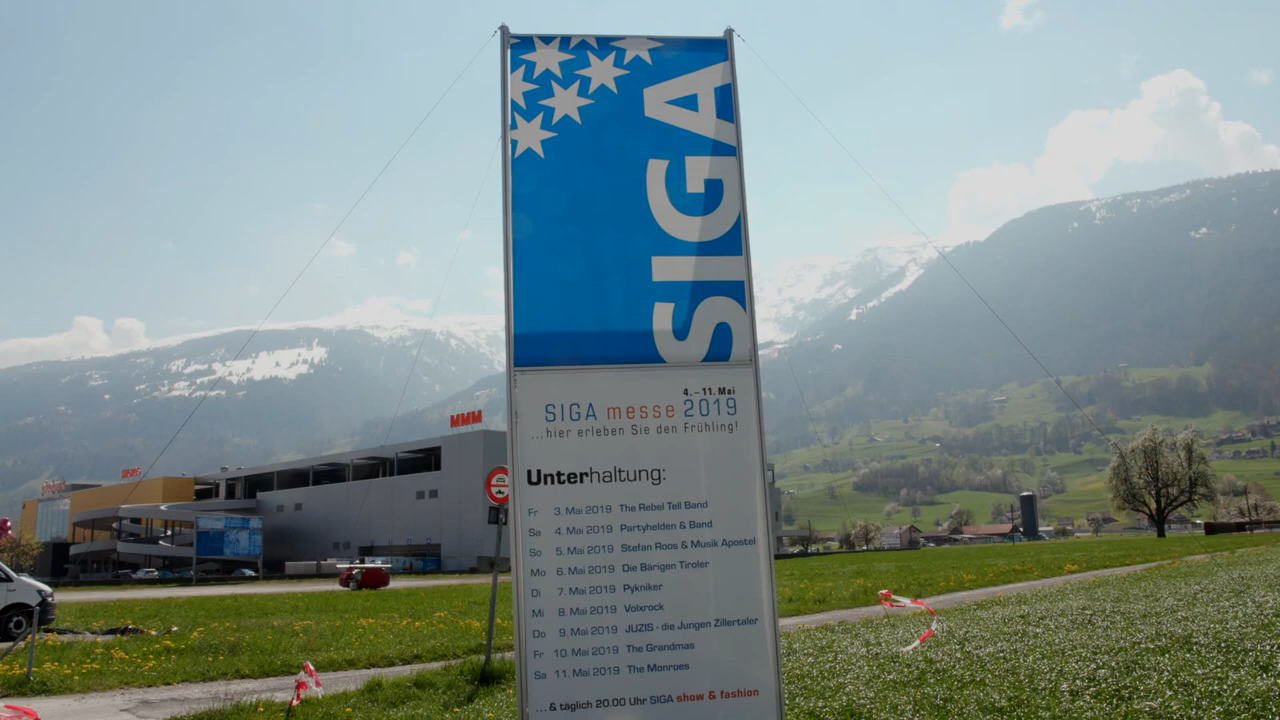 SIGA
4. – 11. Mai
SIGA messe 2019
...hier erleben Sie den Frühling!
Unterhaltung:
Fr 3. Mai 2019 The Rebel Tell Band
Sa 4. Mai 2019 Partyhelden & Band
So 5. Mai 2019 Stefan Roos & Musik Apostel
Mo 6. Mai 2019 Die Bärigen Tiroler
Di 7. Mai 2019 Pykniker
Mi 8. Mai 2019 Volxrock
Do 9. Mai 2019 JUZIS - die Jungen Zillertaler
Fr 10. Mai 2019 The Grandmas
Sa 11. Mai 2019 The Monroes
...& täglich 20.00 Uhr SIGA show & fashion
MMM